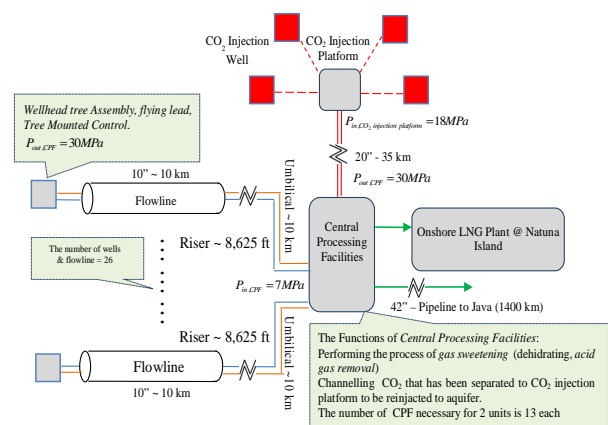 CO2 Injection
Well
CO2 Injection
Platform
Pin,CO2 injection platform = 18MPa
20” - 35 km
Pout,CPF = 30MPa
Wellhead tree Assembly, flying lead,
Tree Mounted Control.
Pout,CPF = 30MPa
10” ~ 10 km
Flowline
Umbilical ~10 km
Riser ~ 8,625 ft
The number of wells
& flowline = 26
Pin,CPF = 7MPa
Central
Processing
Facilities
Onshore LNG Plant @ Natuna
Island
42” – Pipeline to Java (1400 km)
Riser ~ 8,625 ft
Umbilical ~10 km
Flowline
10” ~ 10 km
The Functions of Central Processing Facilities:
Performing the process of gas sweetening (dehidrating, acid
gas removal)
Channelling CO2 that has been separated to CO2 injection
platform to be reinjacted to aquifer.
The number of CPF necessary for 2 units is 13 each